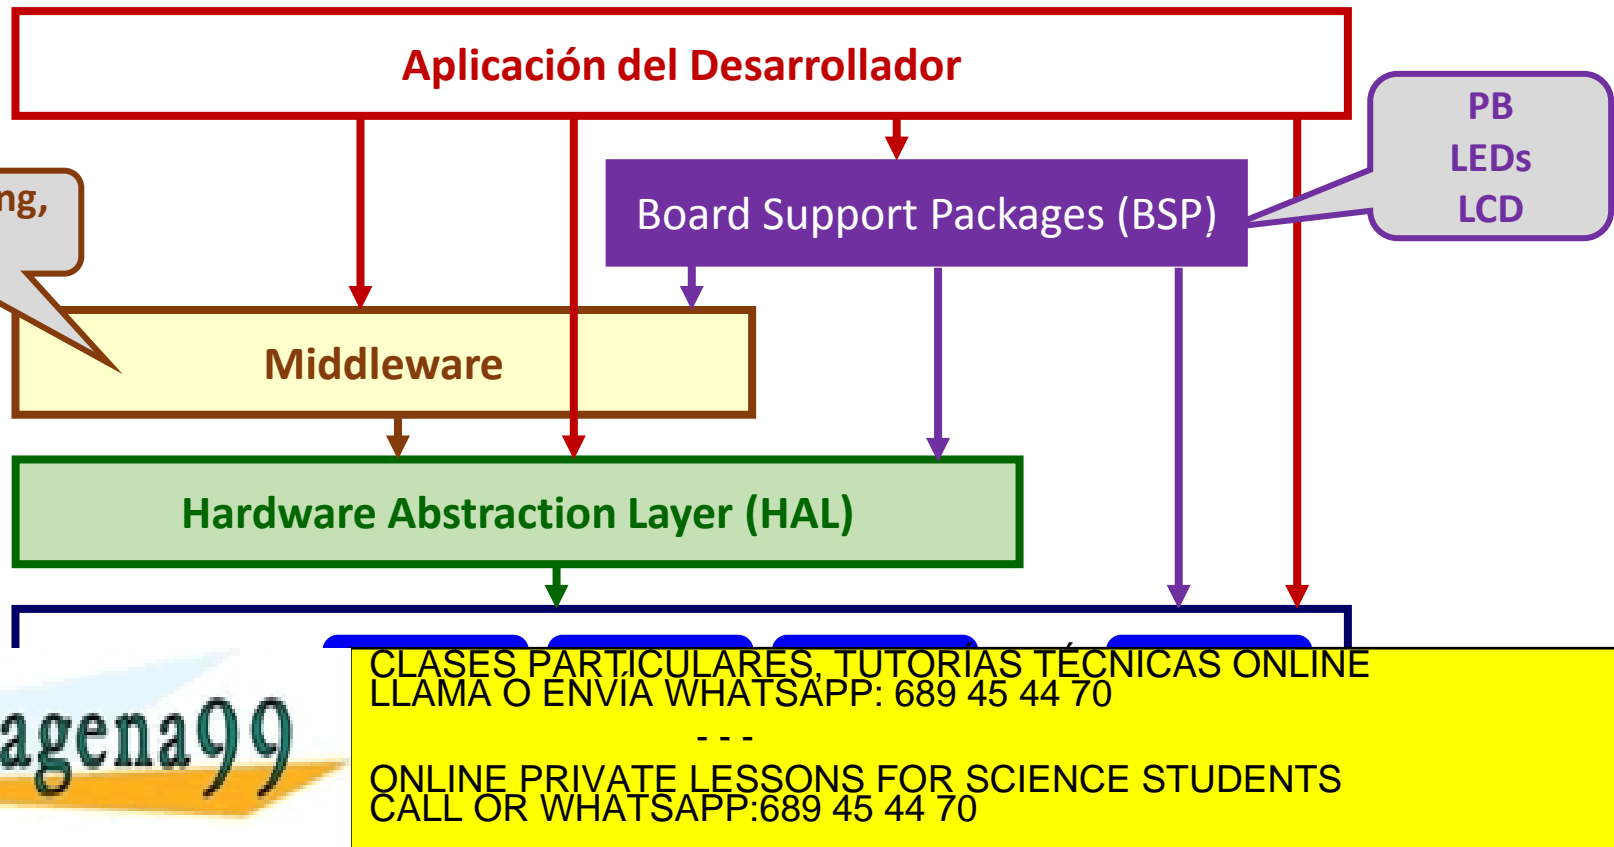 Aplicación del Desarrollador
PB
LEDs
LCD
Board Support Packages (BSP)
Middleware
Hardware Abstraction Layer (HAL)
CLASES PARTICULARES, TUTORÍAS TÉCNICAS ONLINE
LLAMA O ENVÍA WHATSAPP: 689 45 44 70
- - -
ONLINE PRIVATE LESSONS FOR SCIENCE STUDENTS
CALL OR WHATSAPP:689 45 44 70
agena99